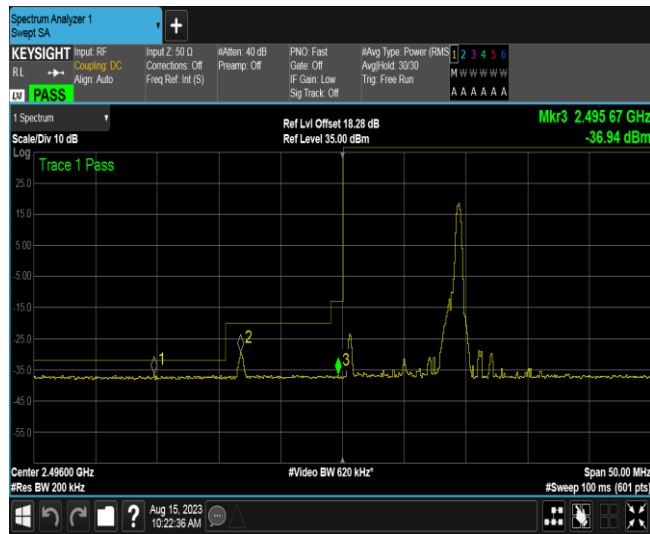 Spectrum Analyzer 1
Swept SA
+
KEYSIGHT
RL
LXI PASS
Input: RF
Coupling: DC
Align: Auto
Input Z: 50 Ω
Corrections: Off
Freq Ref: Int (S)
#Atten: 40 dB
Preamp: Off
PNO: Fast
Gate: Off
IF Gain: Low
Sig Track: Off
#Avg Type: Power (RMS
Avg|Hold: 30/30
Trig: Free Run
1 2 3 4 5 6
M W W W W W
A A A A A A
1 Spectrum
Scale/Div 10 dB
Ref Lvl Offset 18.28 dB
Ref Level 35.00 dBm
Mkr3 2.495 67 GHz
-36.94 dBm
Log
Trace 1 Pass
25.0
15.0
5.00
-5.00
-15.0
-25.0
-35.0
-45.0
-55.0
1
2
3
Center 2.49600 GHz
#Res BW 200 kHz
#Video BW 620 kHz*
Span 50.00 MHz
#Sweep 100 ms (601 pts)
?
Aug 15, 2023
10:22:36 AM